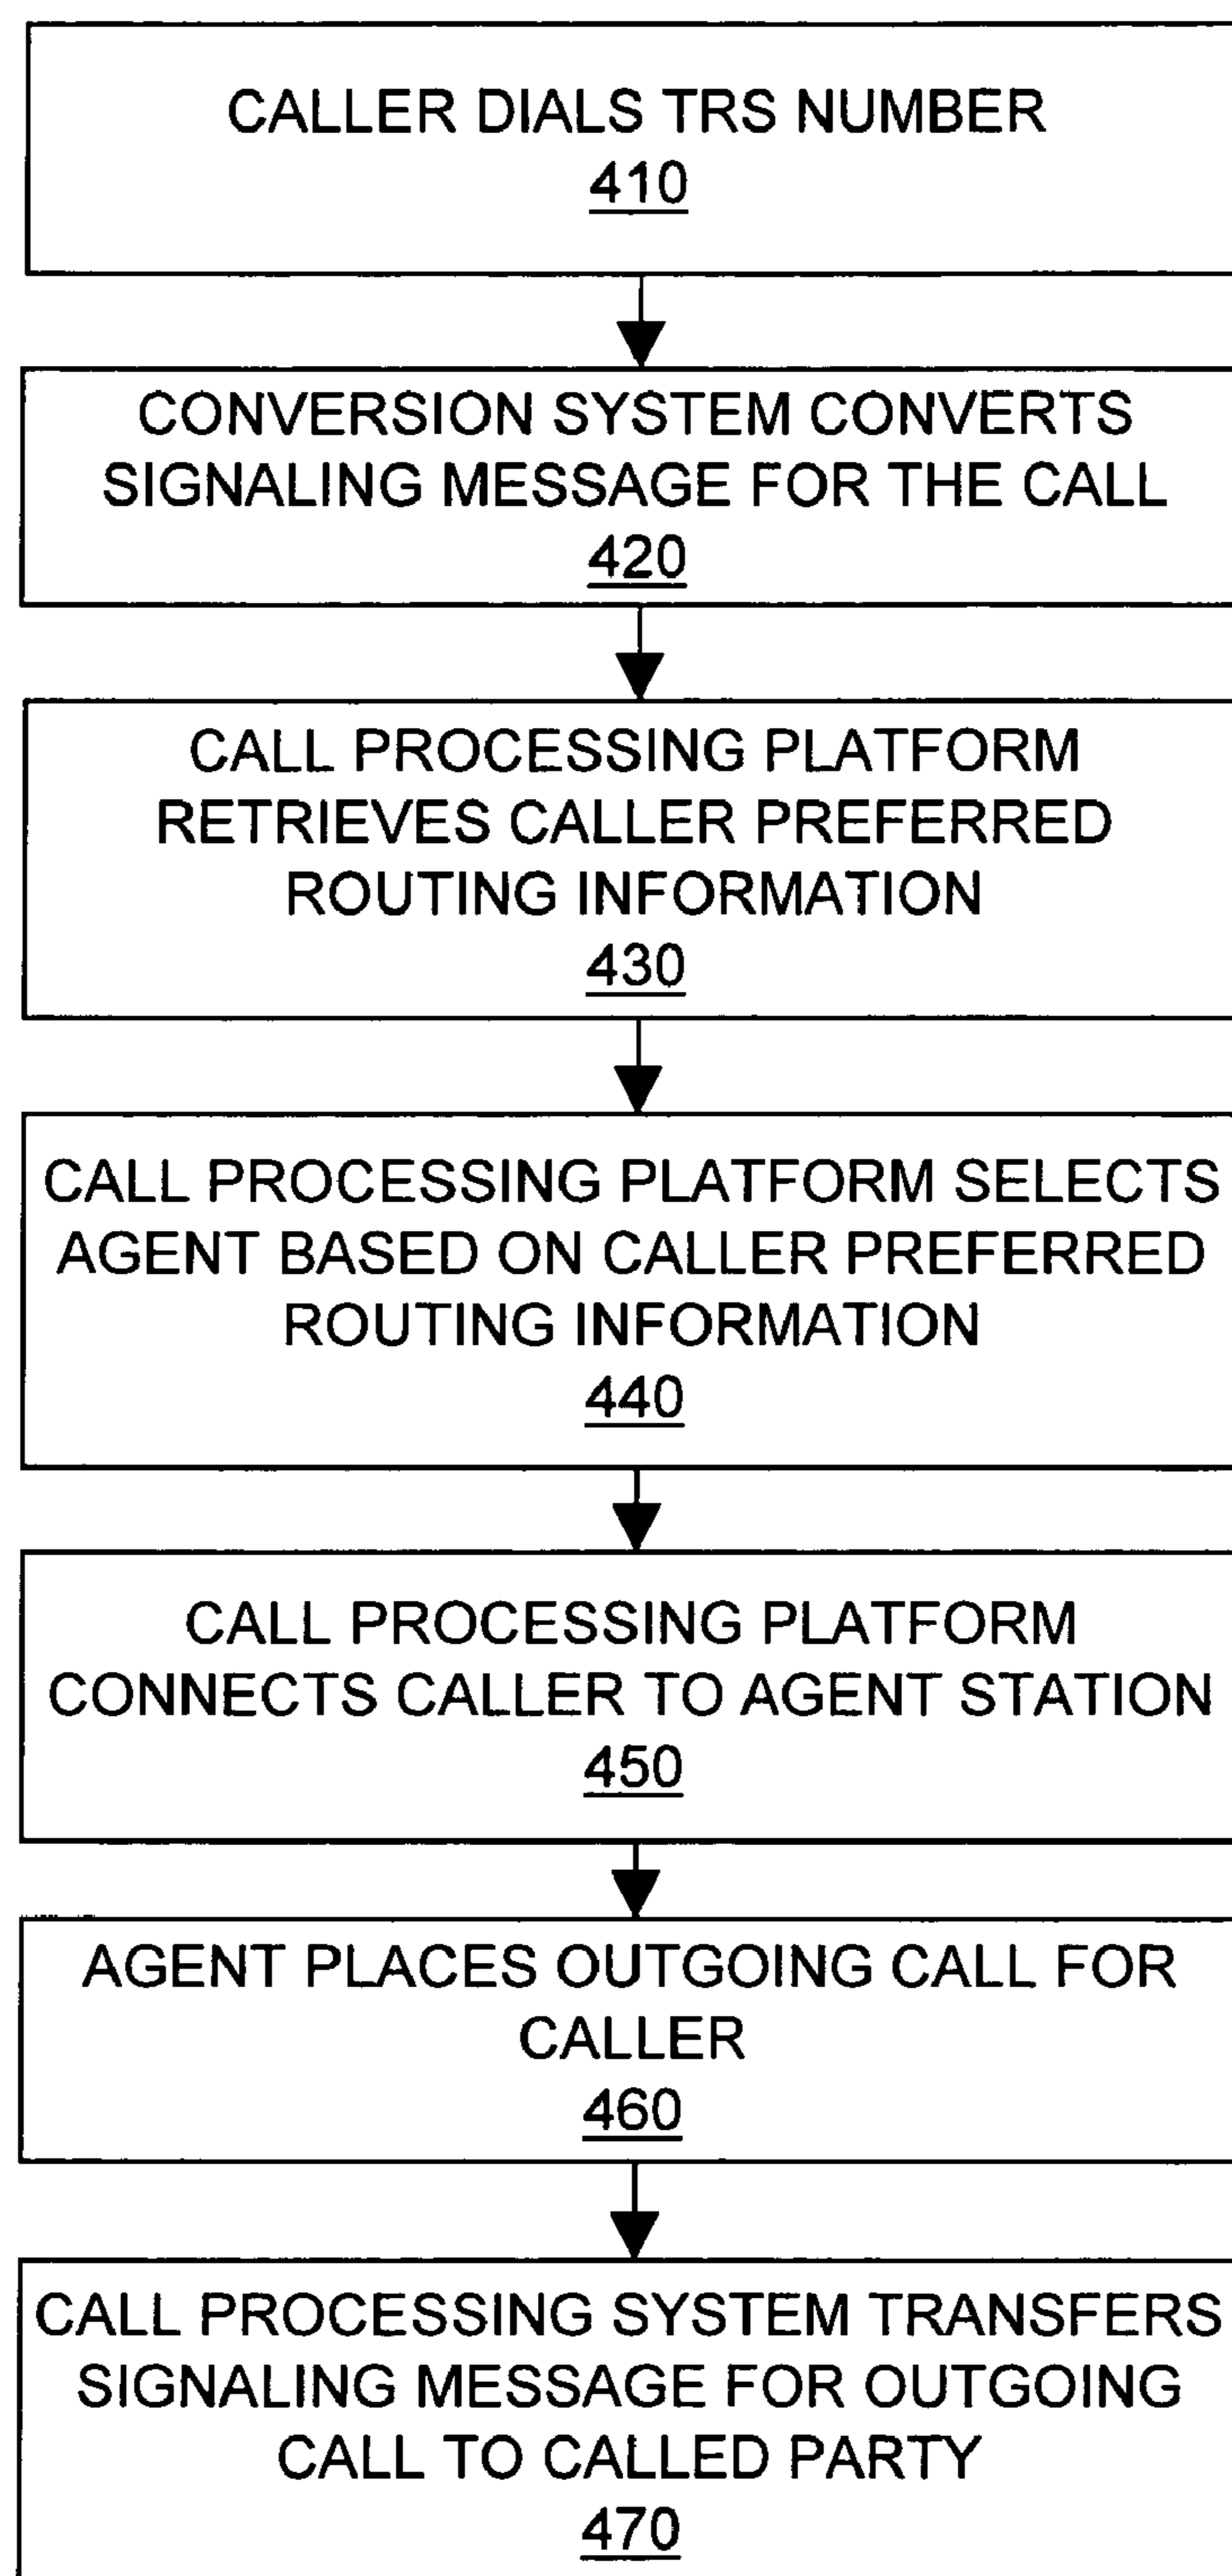 CALLER DIALS TRS NUMBER
410
CONVERSION SYSTEM CONVERTS
SIGNALING MESSAGE FOR THE CALL
420
CALL PROCESSING PLATFORM
RETRIEVES CALLER PREFERRED
ROUTING INFORMATION
430
CALL PROCESSING PLATFORM SELECTS
AGENT BASED ON CALLER PREFERRED
ROUTING INFORMATION
440
CALL PROCESSING PLATFORM
CONNECTS CALLER TO AGENT STATION
450
AGENT PLACES OUTGOING CALL FOR
CALLER
460
CALL PROCESSING SYSTEM TRANSFERS
SIGNALING MESSAGE FOR OUTGOING
CALL TO CALLED PARTY
470